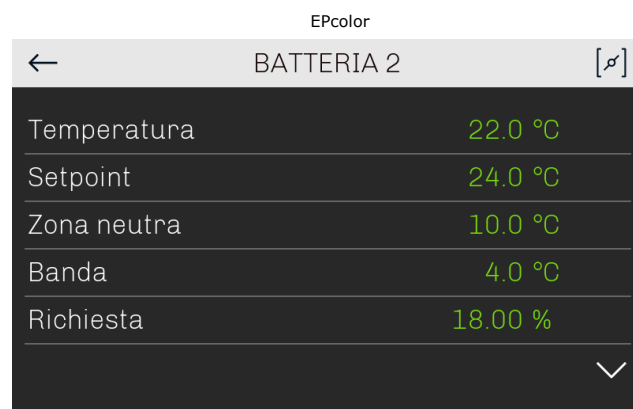 EPcolor
BATTERIA 2
Temperatura 22.0 °C
Setpoint 24.0 °C
Zona neutra 10.0 °C
Banda 4.0 °C
Richiesta 18.00 %